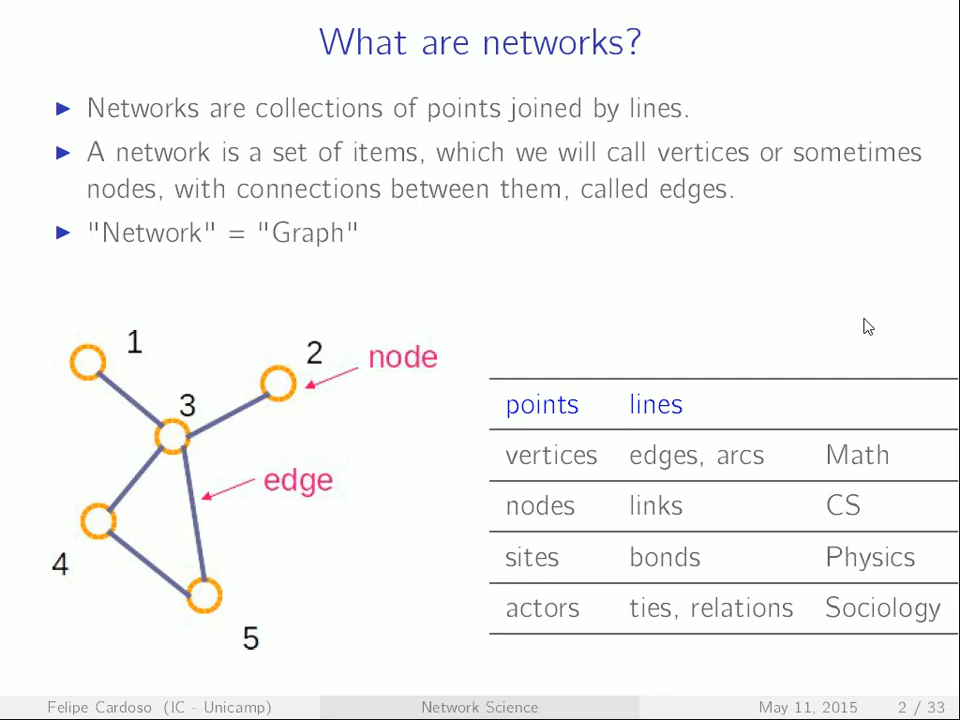 What are networks?
Networks are collections of points joined by lines.
A network is a set of items, which we will call vertices or sometimes
nodes, with connections between them, called edges.
"Network" = "Graph"
1
2
node
3
edge
4
5
points lines
vertices edges, arcs Math
nodes links CS
sites bonds Physics
actors ties, relations Sociology
Felipe Cardoso (IC - Unicamp) Network Science May 11, 2015 2 / 33